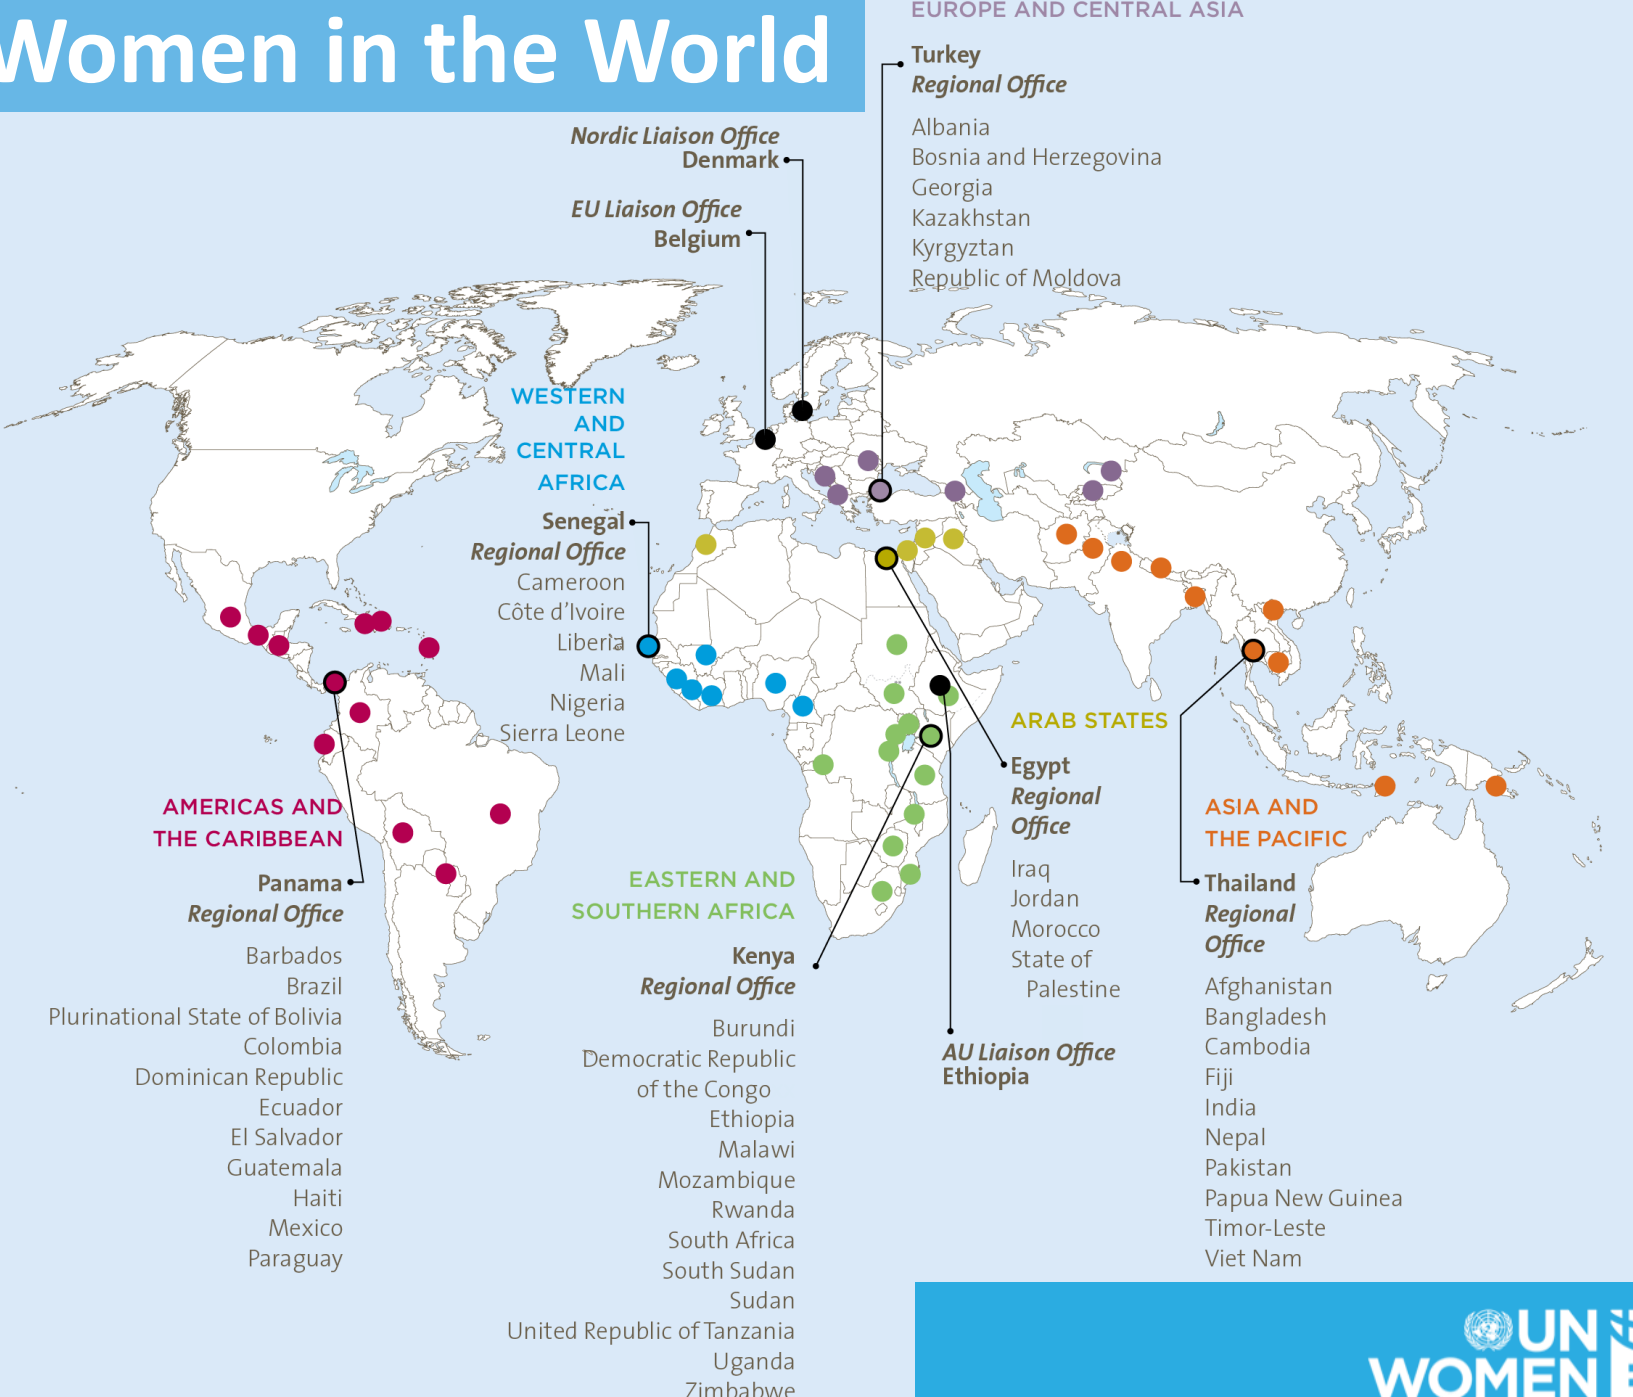 Women in the World
EUROPE AND CENTRAL ASIA
Turkey
Regional Office
Albania
Bosnia and Herzegovina
Georgia
Kazakhstan
Kyrgyztan
Republic of Moldova
Nordic Liaison Office
Denmark
EU Liaison Office
Belgium
WESTERN
AND
CENTRAL
AFRICA
Senegal
Regional Office
Cameroon
Côte d’Ivoire
Liberia
Mali
Nigeria
Sierra Leone
AMERICAS AND
THE CARIBBEAN
Panama
Regional Office
Barbados
Brazil
Plurinational State of Bolivia
Colombia
Dominican Republic
Ecuador
El Salvador
Guatemala
Haiti
Mexico
Paraguay
EASTERN AND
SOUTHERN AFRICA
Kenya
Regional Office
Burundi
Democratic Republic
of the Congo
Ethiopia
Malawi
Mozambique
Rwanda
South Africa
South Sudan
Sudan
United Republic of Tanzania
Uganda
Zimbabwe
ARAB STATES
Egypt
Regional
Office
Iraq
Jordan
Morocco
State of
Palestine
AU Liaison Office
Ethiopia
ASIA AND
THE PACIFIC
Thailand
Regional
Office
Afghanistan
Bangladesh
Cambodia
Fiji
India
Nepal
Pakistan
Papua New Guinea
Timor-Leste
Viet Nam
UN
WOMEN